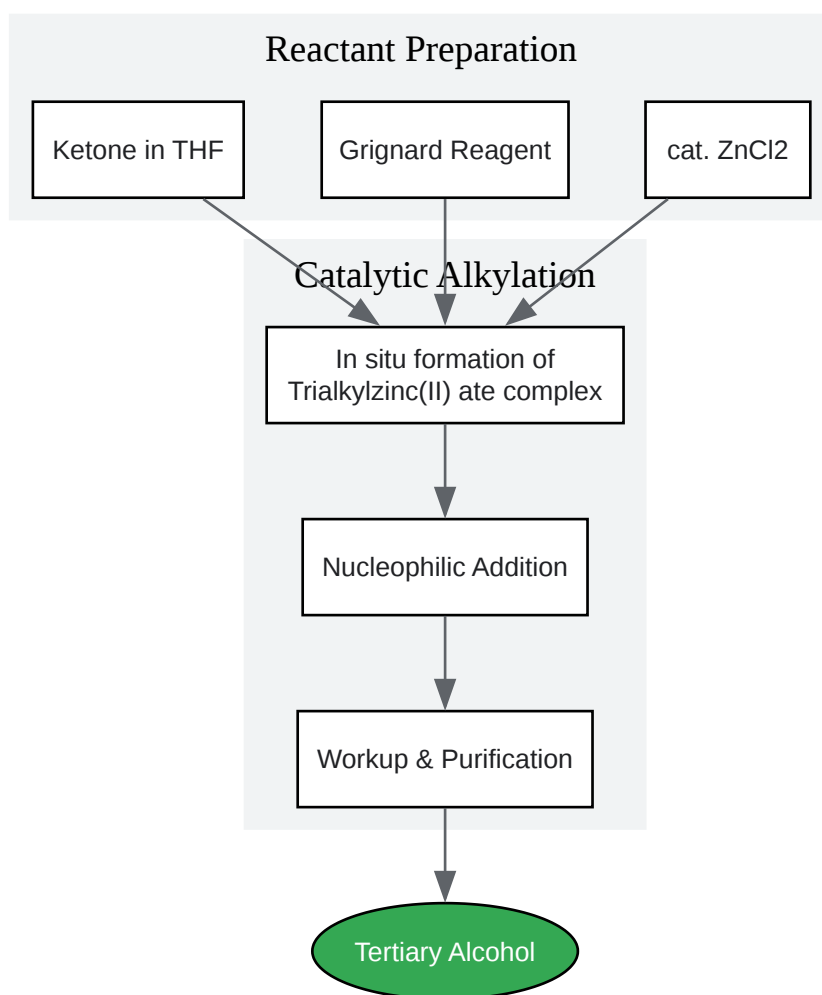 Reactant Preparation
Ketone in THF
Grignard Reagent
cat. ZnCl2
Catalytic Alkylation
In situ formation of
Trialkylzinc(II) ate complex
Nucleophilic Addition
Workup & Purification
Tertiary Alcohol